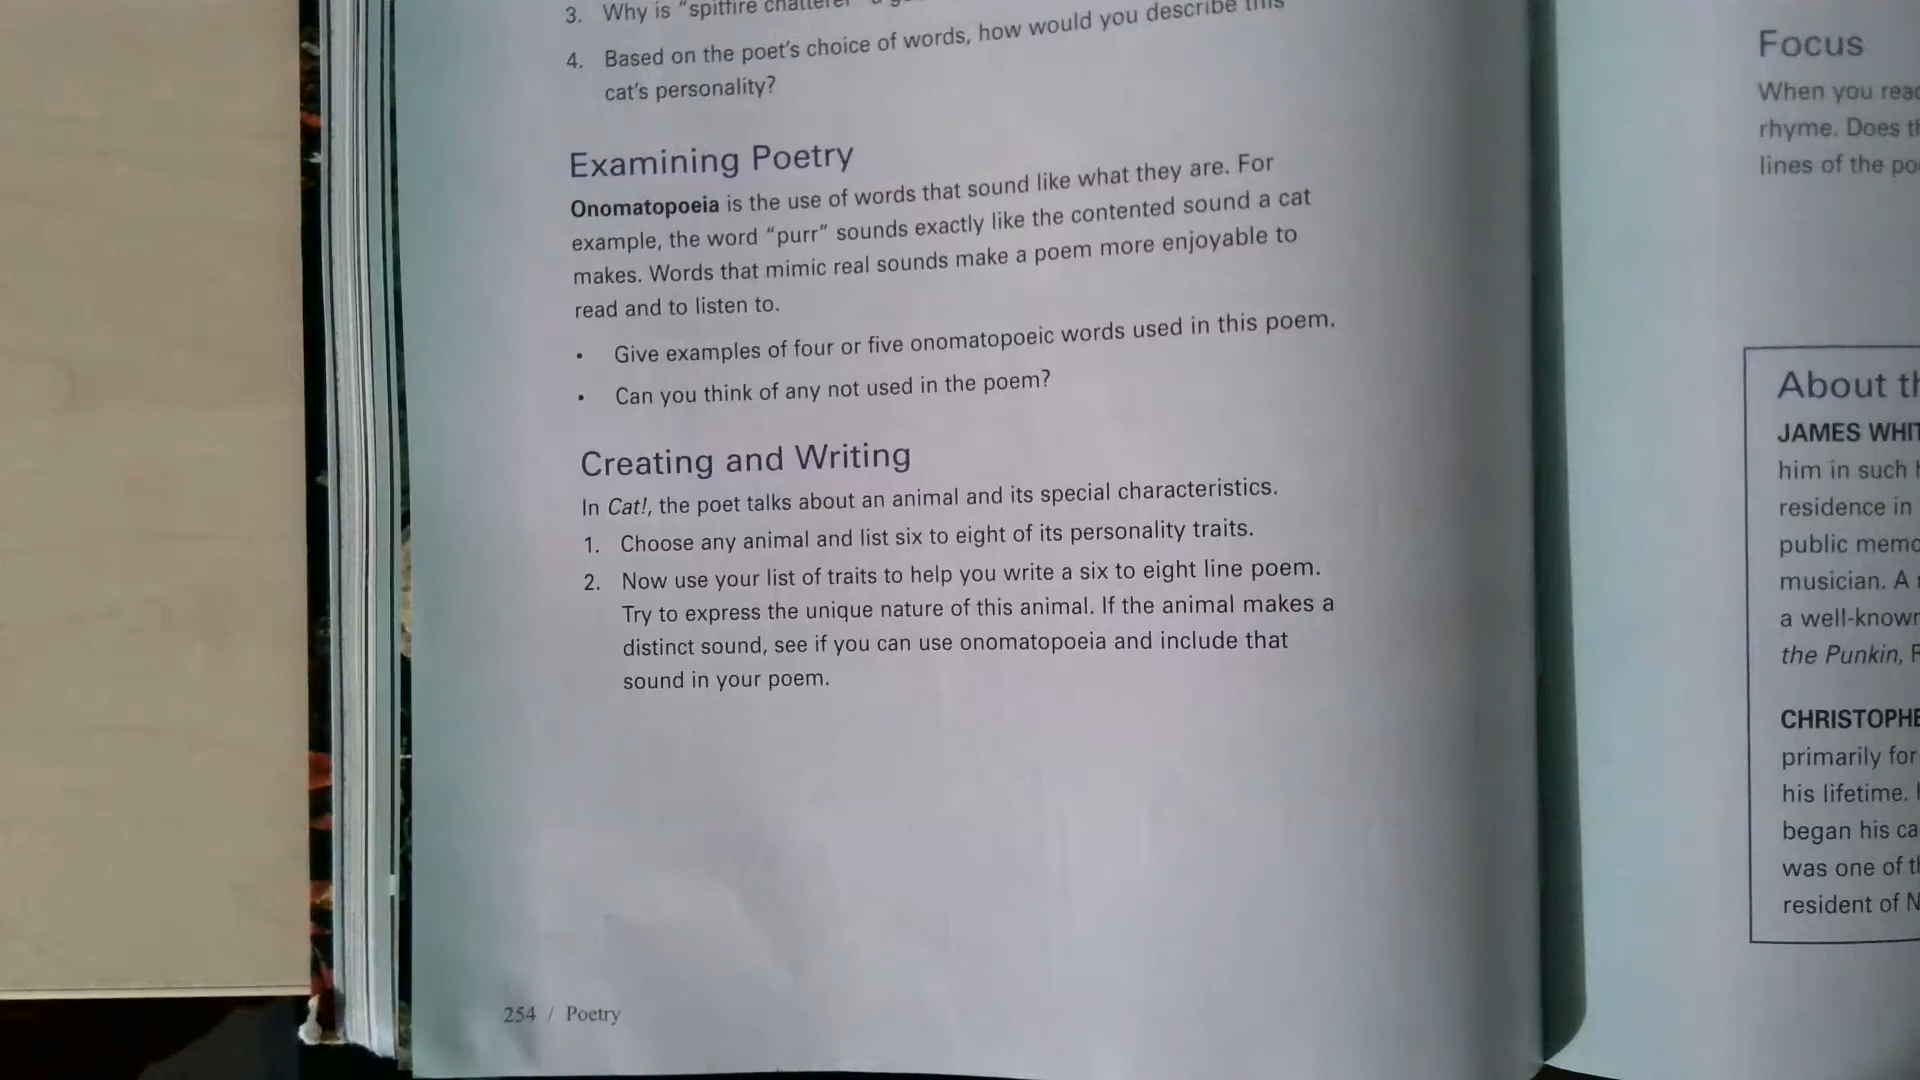 3. Why is "spitfire chatterer"
4. Based on the poet's choice of words, how would you describe this
cat's personality?
Examining Poetry
Onomatopoeia is the use of words that sound like what they are. For
example, the word "purr" sounds exactly like the contented sound a cat
makes. Words that mimic real sounds make a poem more enjoyable to
read and to listen to.
• Give examples of four or five onomatopoeic words used in this poem.
• Can you think of any not used in the poem?
Creating and Writing
In Cat!, the poet talks about an animal and its special characteristics.
1. Choose any animal and list six to eight of its personality traits.
2. Now use your list of traits to help you write a six to eight line poem.
Try to express the unique nature of this animal. If the animal makes a
distinct sound, see if you can use onomatopoeia and include that
sound in your poem.
254 / Poetry
Focus
When you
rhyme. Does
lines of the
About
JAMES
him in such
residence in
public
musician. A
a
the Punkin,
primarily for
his lifetime.
began his
was one of
resident of